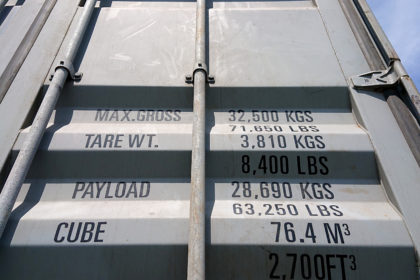 MAX.GROSS 32,500 KGS
71,650 LBS
TARE WT. 3,810 KGS
8,400 LBS
PAYLOAD 28,690 KGS
63,250 LBS
CUBE 76.4 M³
2,700FT³